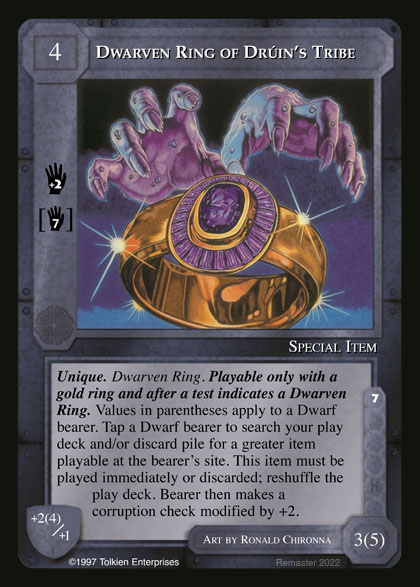 4
DWARVEN RING OF DRÚIN'S TRIBE
+2
[7]
SPECIAL ITEM
Unique. Dwarven Ring. Playable only with a
gold ring and after a test indicates a Dwarven
Ring. Values in parentheses apply to a Dwarf
bearer. Tap a Dwarf bearer to search your play
deck and/or discard pile for a greater item
playable at the bearer's site. This item must be
played immediately or discarded; reshuffle the
play deck. Bearer then makes a
corruption check modified by +2.
7
H
+2(4)/+1
ART BY RONALD CHIRONNA
3(5)
©1997 Tolkien Enterprises
Remaster 2022